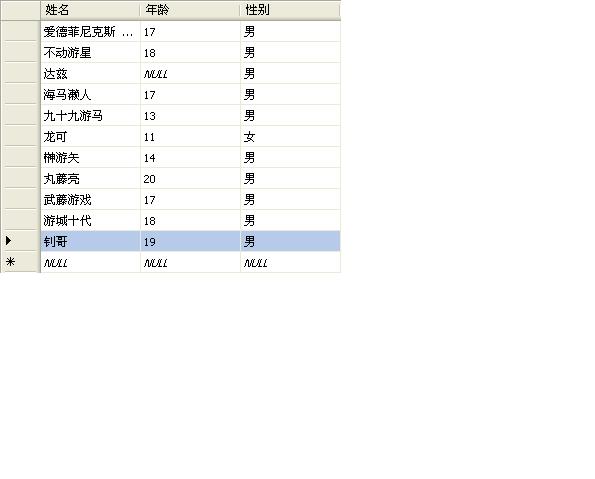 姓名 年龄 性别
爱德菲尼克斯 ... 17 男
不动游星 18 男
达兹 NULL 男
海马濑人 17 男
九十九游马 13 男
龙可 11 女
榊游矢 14 男
丸藤亮 20 男
武藤游戏 17 男
游城十代 18 男
钊哥 19 男
NULL NULL NULL